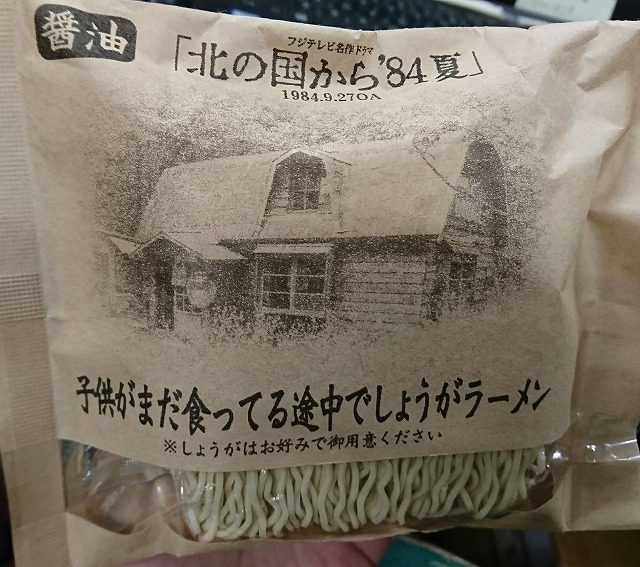 醤油
フジテレビ名作ドラマ
「北の国から'84夏」
1984.9.27OA
子供がまだ食ってる途中でしょうがラーメン
※しょうがはお好みで御用意ください